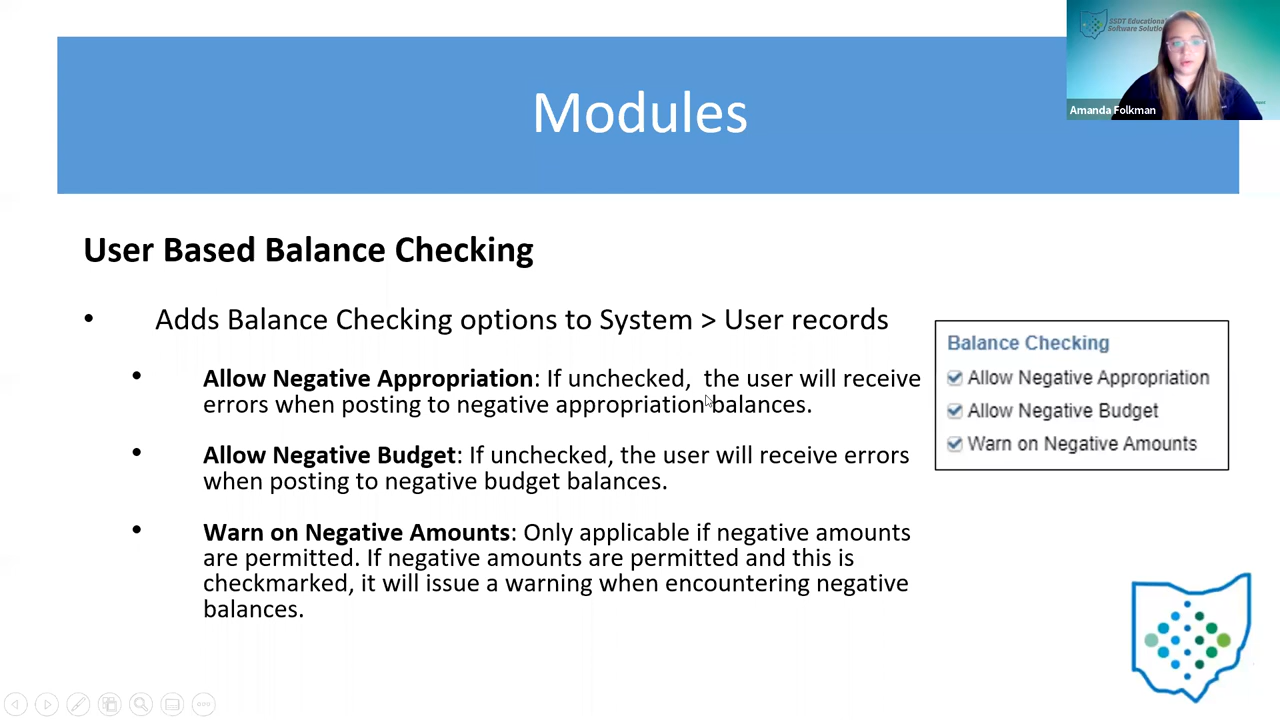 SSDT Educational
Software Solutions
Amanda Folkman
Modules
User Based Balance Checking
• Adds Balance Checking options to System > User records
• Allow Negative Appropriation: If unchecked, the user will receive
errors when posting to negative appropriation balances.
• Allow Negative Budget: If unchecked, the user will receive errors
when posting to negative budget balances.
• Warn on Negative Amounts: Only applicable if negative amounts
are permitted. If negative amounts are permitted and this is
checkmarked, it will issue a warning when encountering negative
balances.
Balance Checking
Allow Negative Appropriation
Allow Negative Budget
Warn on Negative Amounts